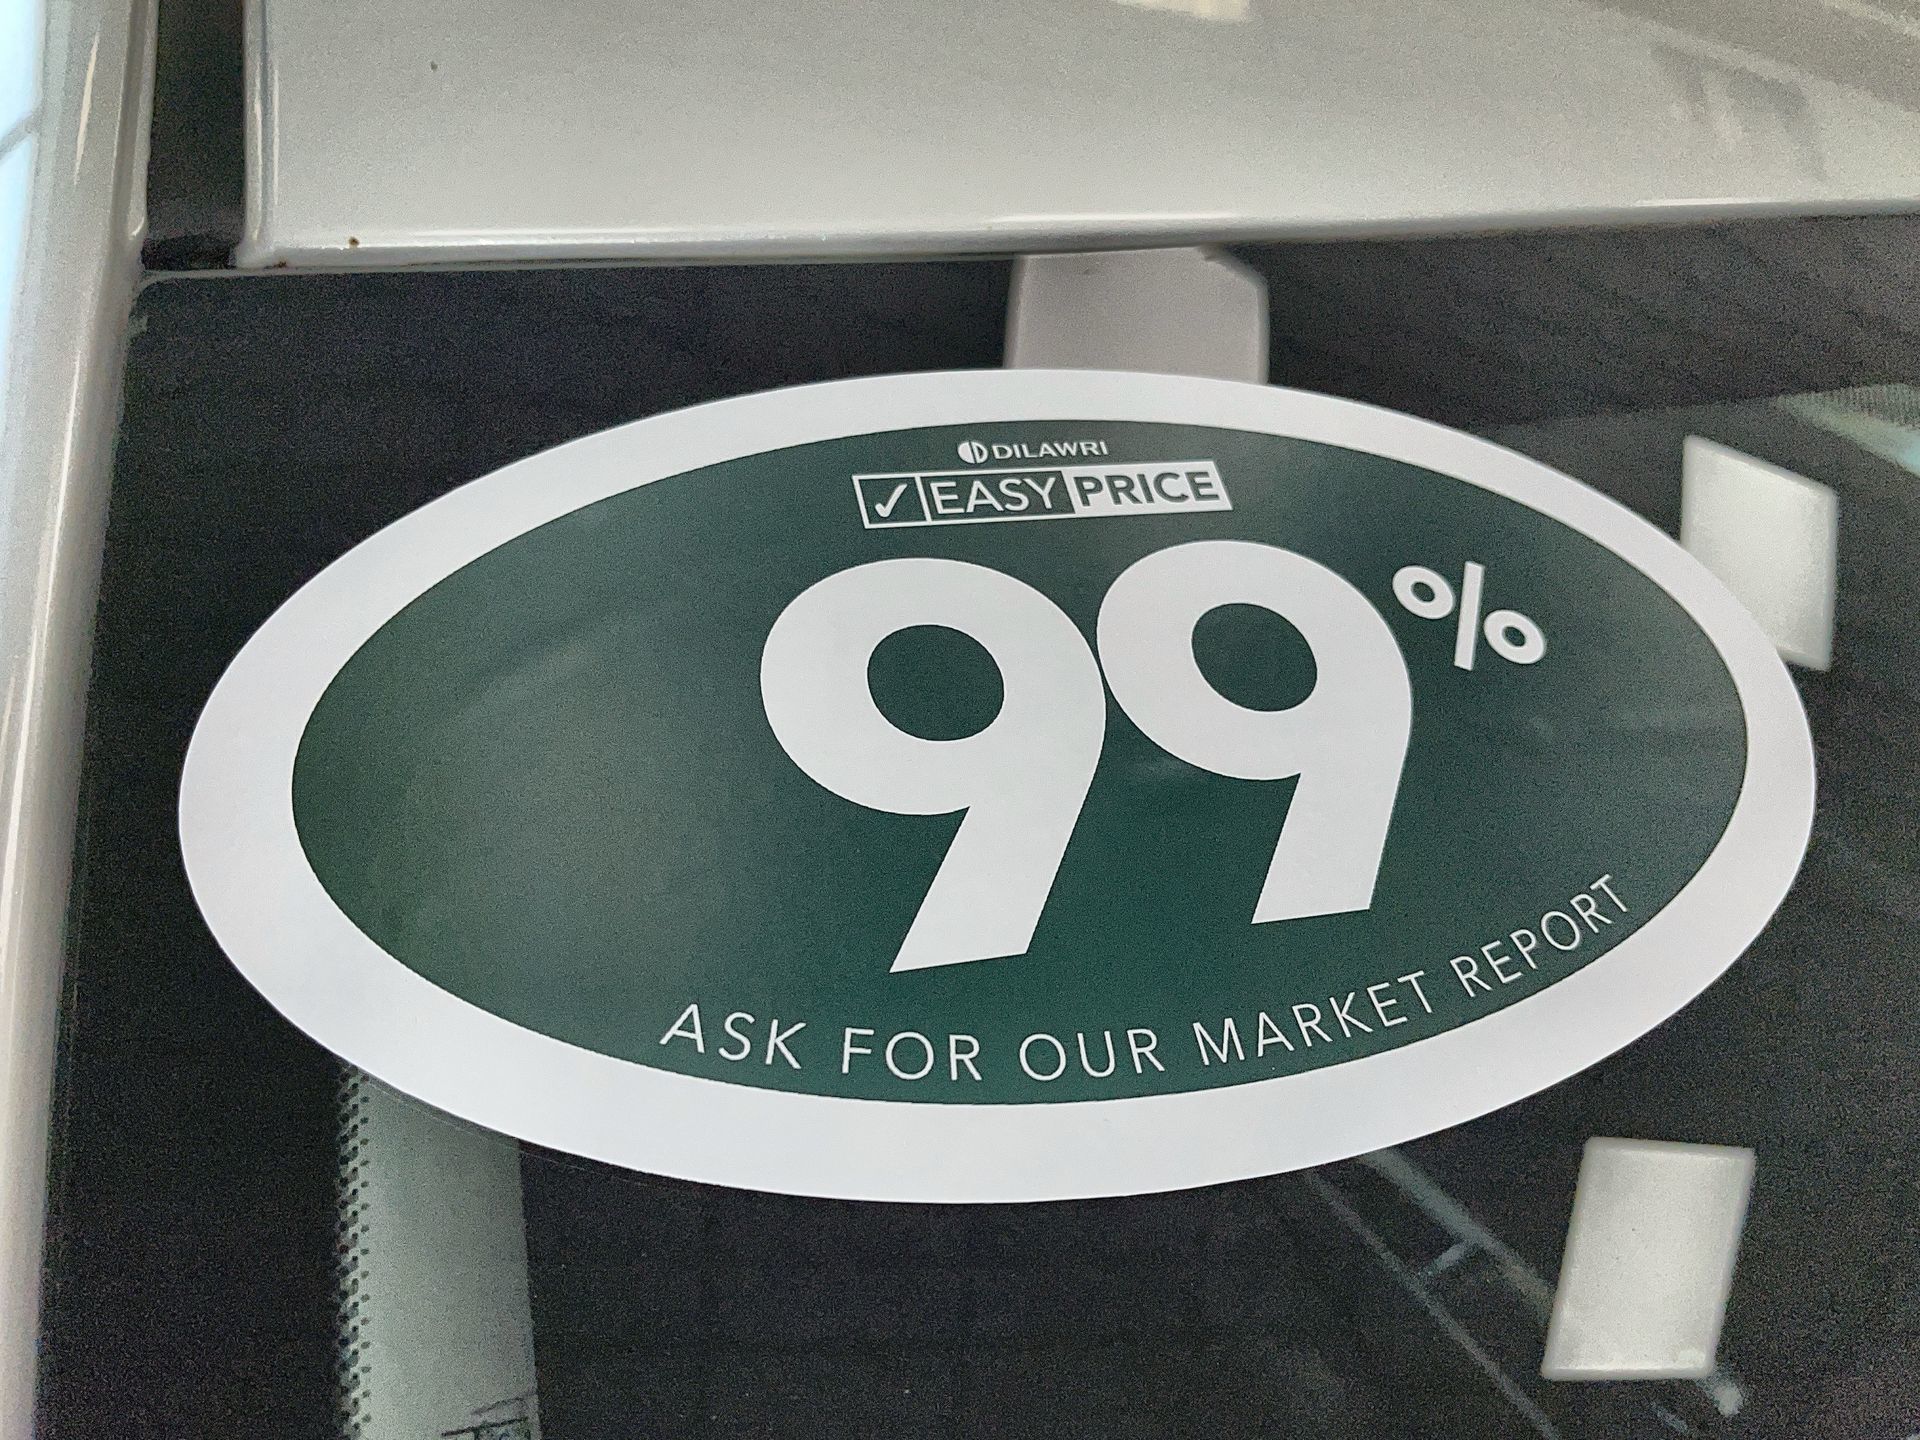 DILAWRI
✓ EASY PRICE
99%
ASK FOR OUR MARKET REPORT